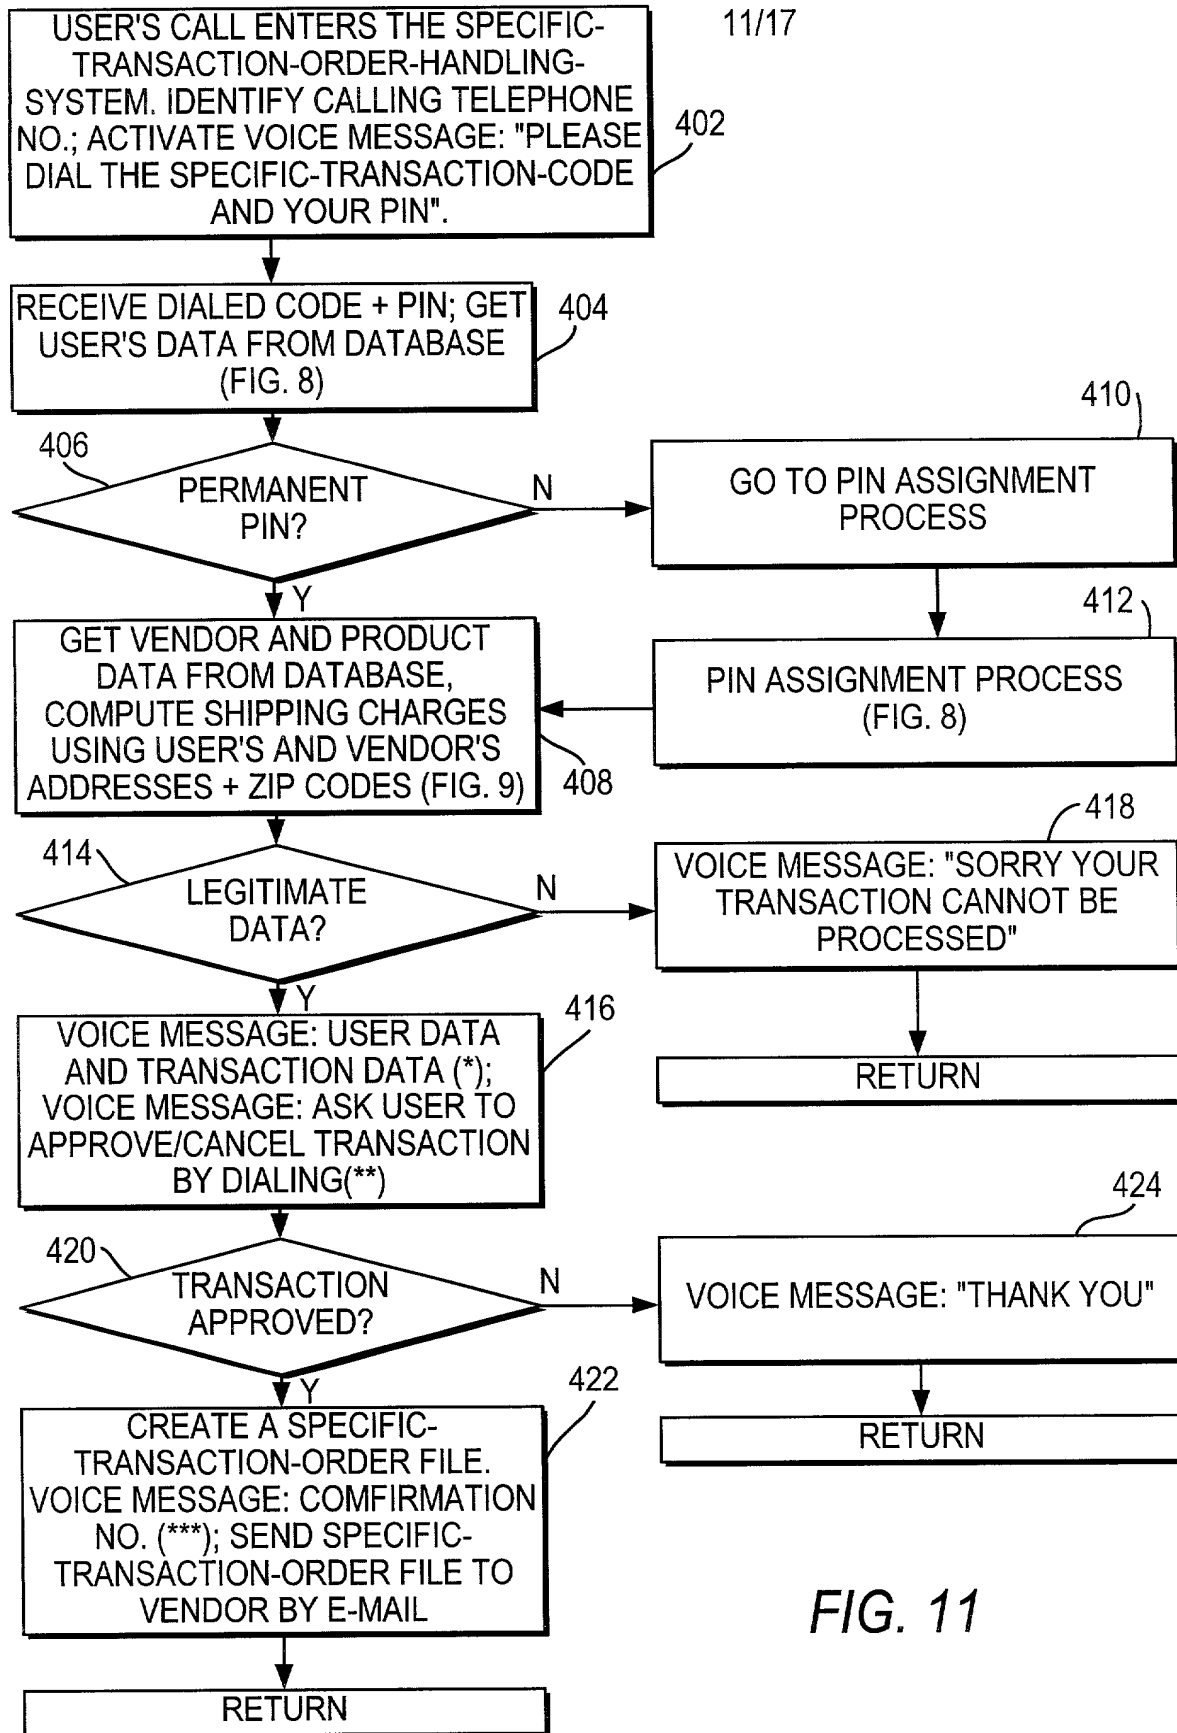 11/17
USER'S CALL ENTERS THE SPECIFIC-
TRANSACTION-ORDER-HANDLING-
SYSTEM. IDENTIFY CALLING TELEPHONE
NO.; ACTIVATE VOICE MESSAGE: "PLEASE
DIAL THE SPECIFIC-TRANSACTION-CODE
AND YOUR PIN".
402
RECEIVE DIALED CODE + PIN; GET
USER'S DATA FROM DATABASE
(FIG. 8)
404
406
PERMANENT
PIN?
N
Y
410
GO TO PIN ASSIGNMENT
PROCESS
412
PIN ASSIGNMENT PROCESS
(FIG. 8)
GET VENDOR AND PRODUCT
DATA FROM DATABASE,
COMPUTE SHIPPING CHARGES
USING USER'S AND VENDOR'S
ADDRESSES + ZIP CODES (FIG. 9)
408
414
LEGITIMATE
DATA?
N
Y
418
VOICE MESSAGE: "SORRY YOUR
TRANSACTION CANNOT BE
PROCESSED"
RETURN
VOICE MESSAGE: USER DATA
AND TRANSACTION DATA (*);
VOICE MESSAGE: ASK USER TO
APPROVE/CANCEL TRANSACTION
BY DIALING(**)
416
420
TRANSACTION
APPROVED?
N
Y
424
VOICE MESSAGE: "THANK YOU"
RETURN
CREATE A SPECIFIC-
TRANSACTION-ORDER FILE.
VOICE MESSAGE: COMFIRMATION
NO. (***); SEND SPECIFIC-
TRANSACTION-ORDER FILE TO
VENDOR BY E-MAIL
422
RETURN
FIG. 11